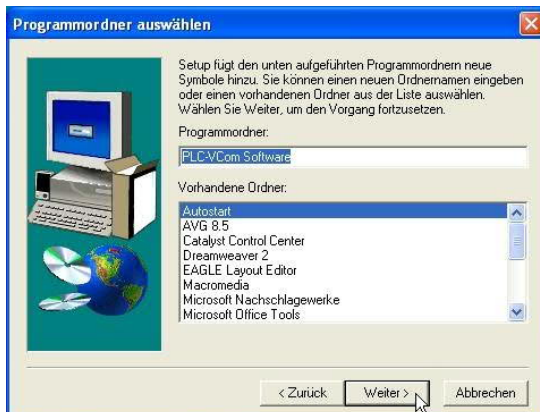 Programmordner auswählen
Setup fügt den unten aufgeführten Programmordnern neue
Symbole hinzu. Sie können einen neuen Ordnernamen eingeben
oder einen vorhandenen Ordner aus der Liste auswählen.
Wählen Sie Weiter, um den Vorgang fortzusetzen.
Programmordner:
PLC-VCom Software
Vorhandene Ordner:
Autostart
AVG 8.5
Catalyst Control Center
Dreamweaver 2
EAGLE Layout Editor
Macromedia
Microsoft Nachschlagewerke
Microsoft Office Tools
< Zurück
Weiter >
Abbrechen